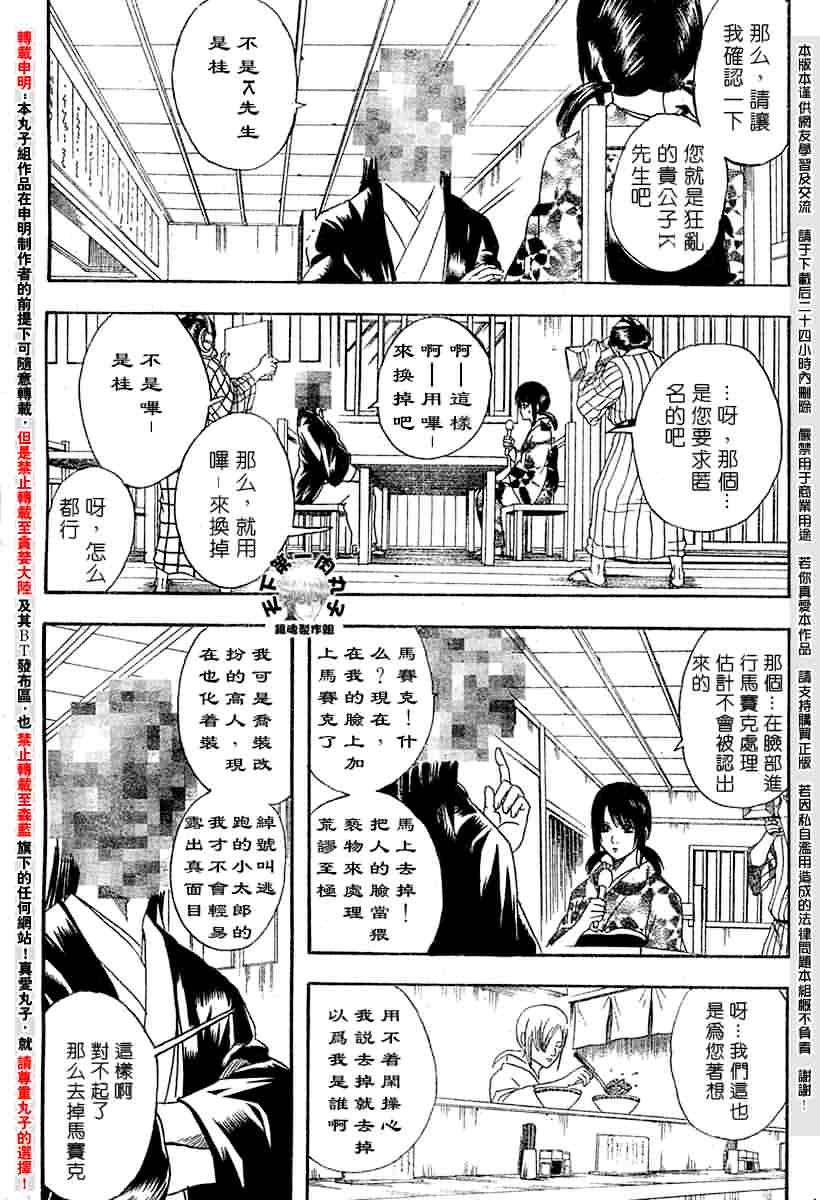 那么，請讓
我確認一下
您就是狂亂
的貴公子K
先生吧
不是K先生
是桂
…呀，那個…
是您要求匿
名的吧
啊—這樣
啊—用嗶—
來換掉吧
不是嗶—
是桂
那么，就用
嗶—來換掉
呀，怎么
都行
天下第一肉丸子
銀魂製作組
那個…在臉部進
行馬賽克處理
估計不會被認出
來的
馬賽克！什
么？現在，
在我的臉上加
上馬賽克了
馬上去掉！
把人的臉當猥
褻物來處理
荒謬至極
我可是喬裝改
扮的高人，現
在也化着裝
綽號叫逃
跑的小太郎的
我才不會輕易
露出真面目
呀…我們這也
是爲您著想
用不着閑操心
我說去掉就去掉
以爲我是誰啊
這樣啊
對不起了
那么去掉馬賽克
本版本谨供網友學習及交流　請于下載后二十四小時內刪除　嚴禁用于商業用途　若你真愛本作品　請支持購買正版　若因私自濫用造成的法律問題本組概不負責　謝謝！
轉載申明：本丸子組作品在申明制作者的前提下可隨意轉載．但是禁止轉載至貪婪大陸及其BT發布區．也禁止轉載至森藍旗下的任何網站！真愛丸子．就請尊重丸子的選擇！